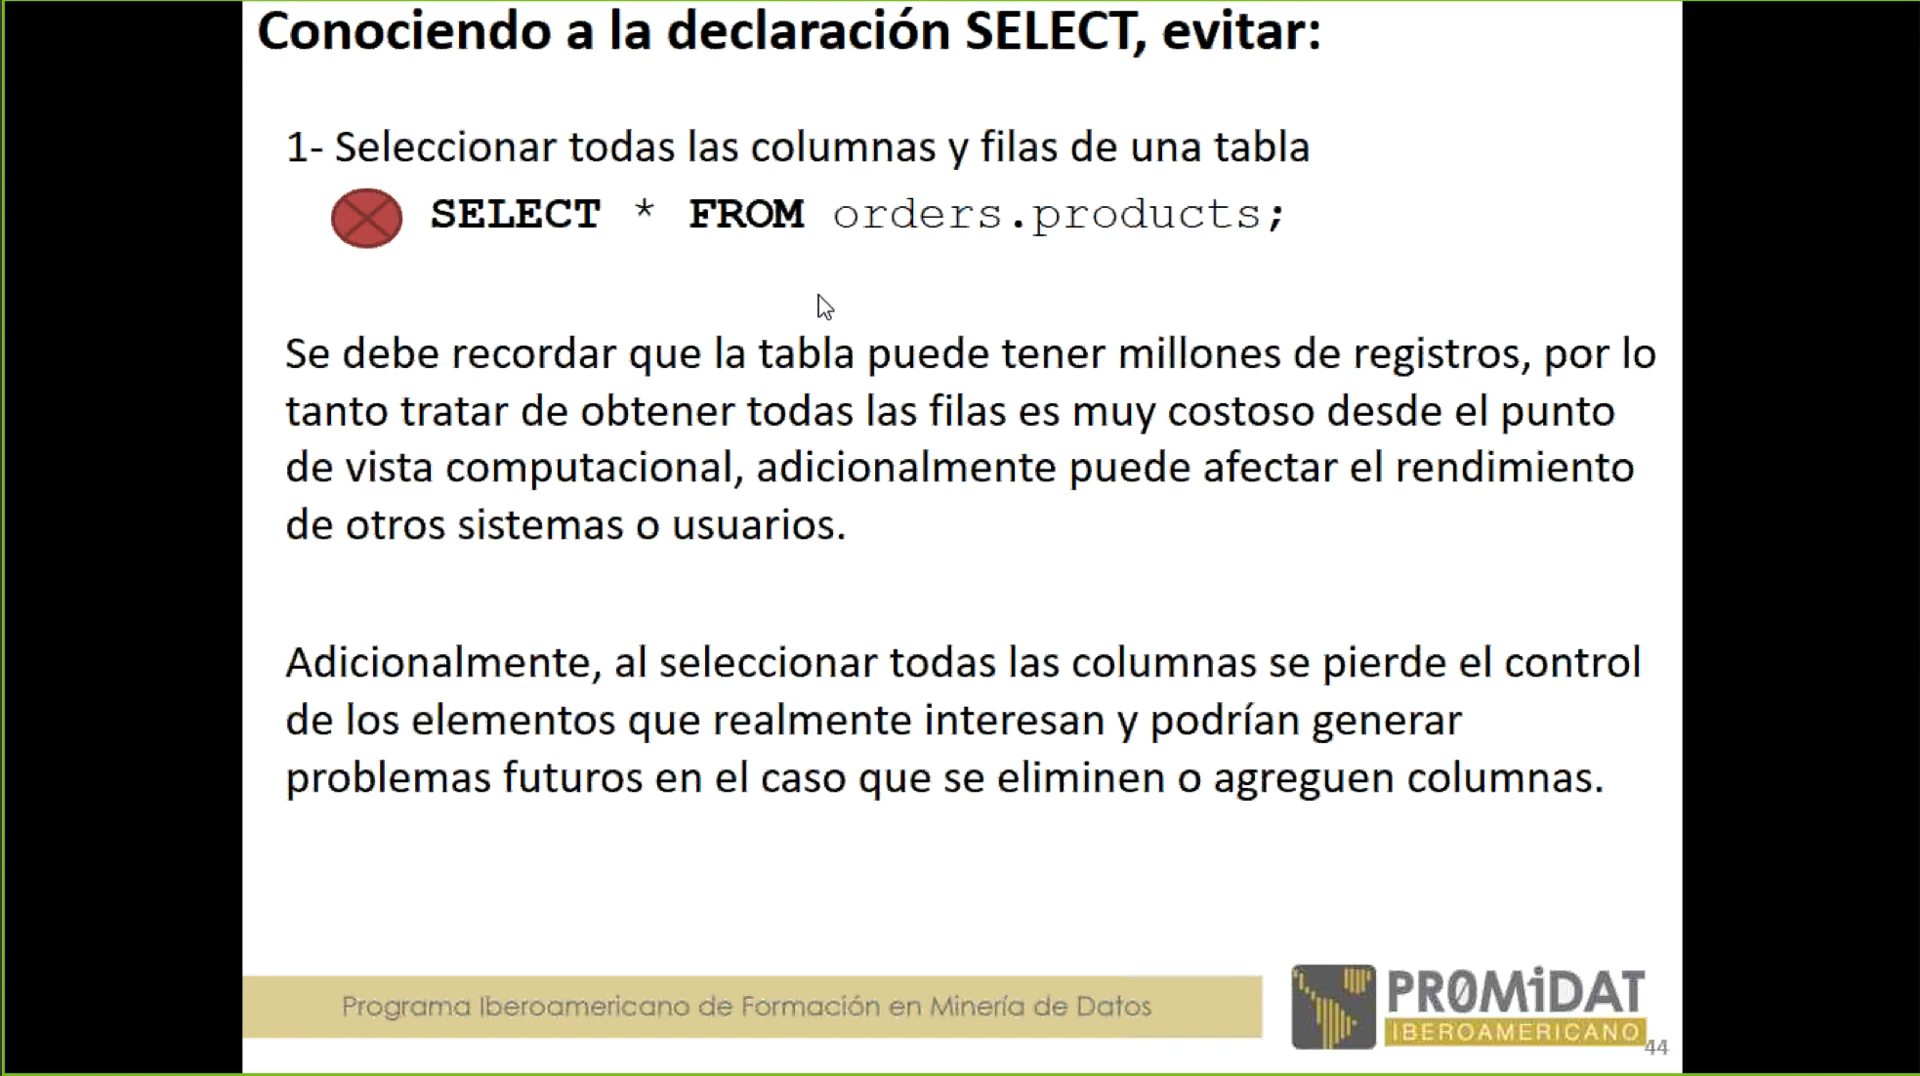 Conociendo a la declaración SELECT, evitar:
1- Seleccionar todas las columnas y filas de una tabla
SELECT * FROM orders.products;
Se debe recordar que la tabla puede tener millones de registros, por lo
tanto tratar de obtener todas las filas es muy costoso desde el punto
de vista computacional, adicionalmente puede afectar el rendimiento
de otros sistemas o usuarios.
Adicionalmente, al seleccionar todas las columnas se pierde el control
de los elementos que realmente interesan y podrían generar
problemas futuros en el caso que se eliminen o agreguen columnas.
Programa Iberoamericano de Formación en Minería de Datos
PR0MiDAT
IBEROAMERICANO
44